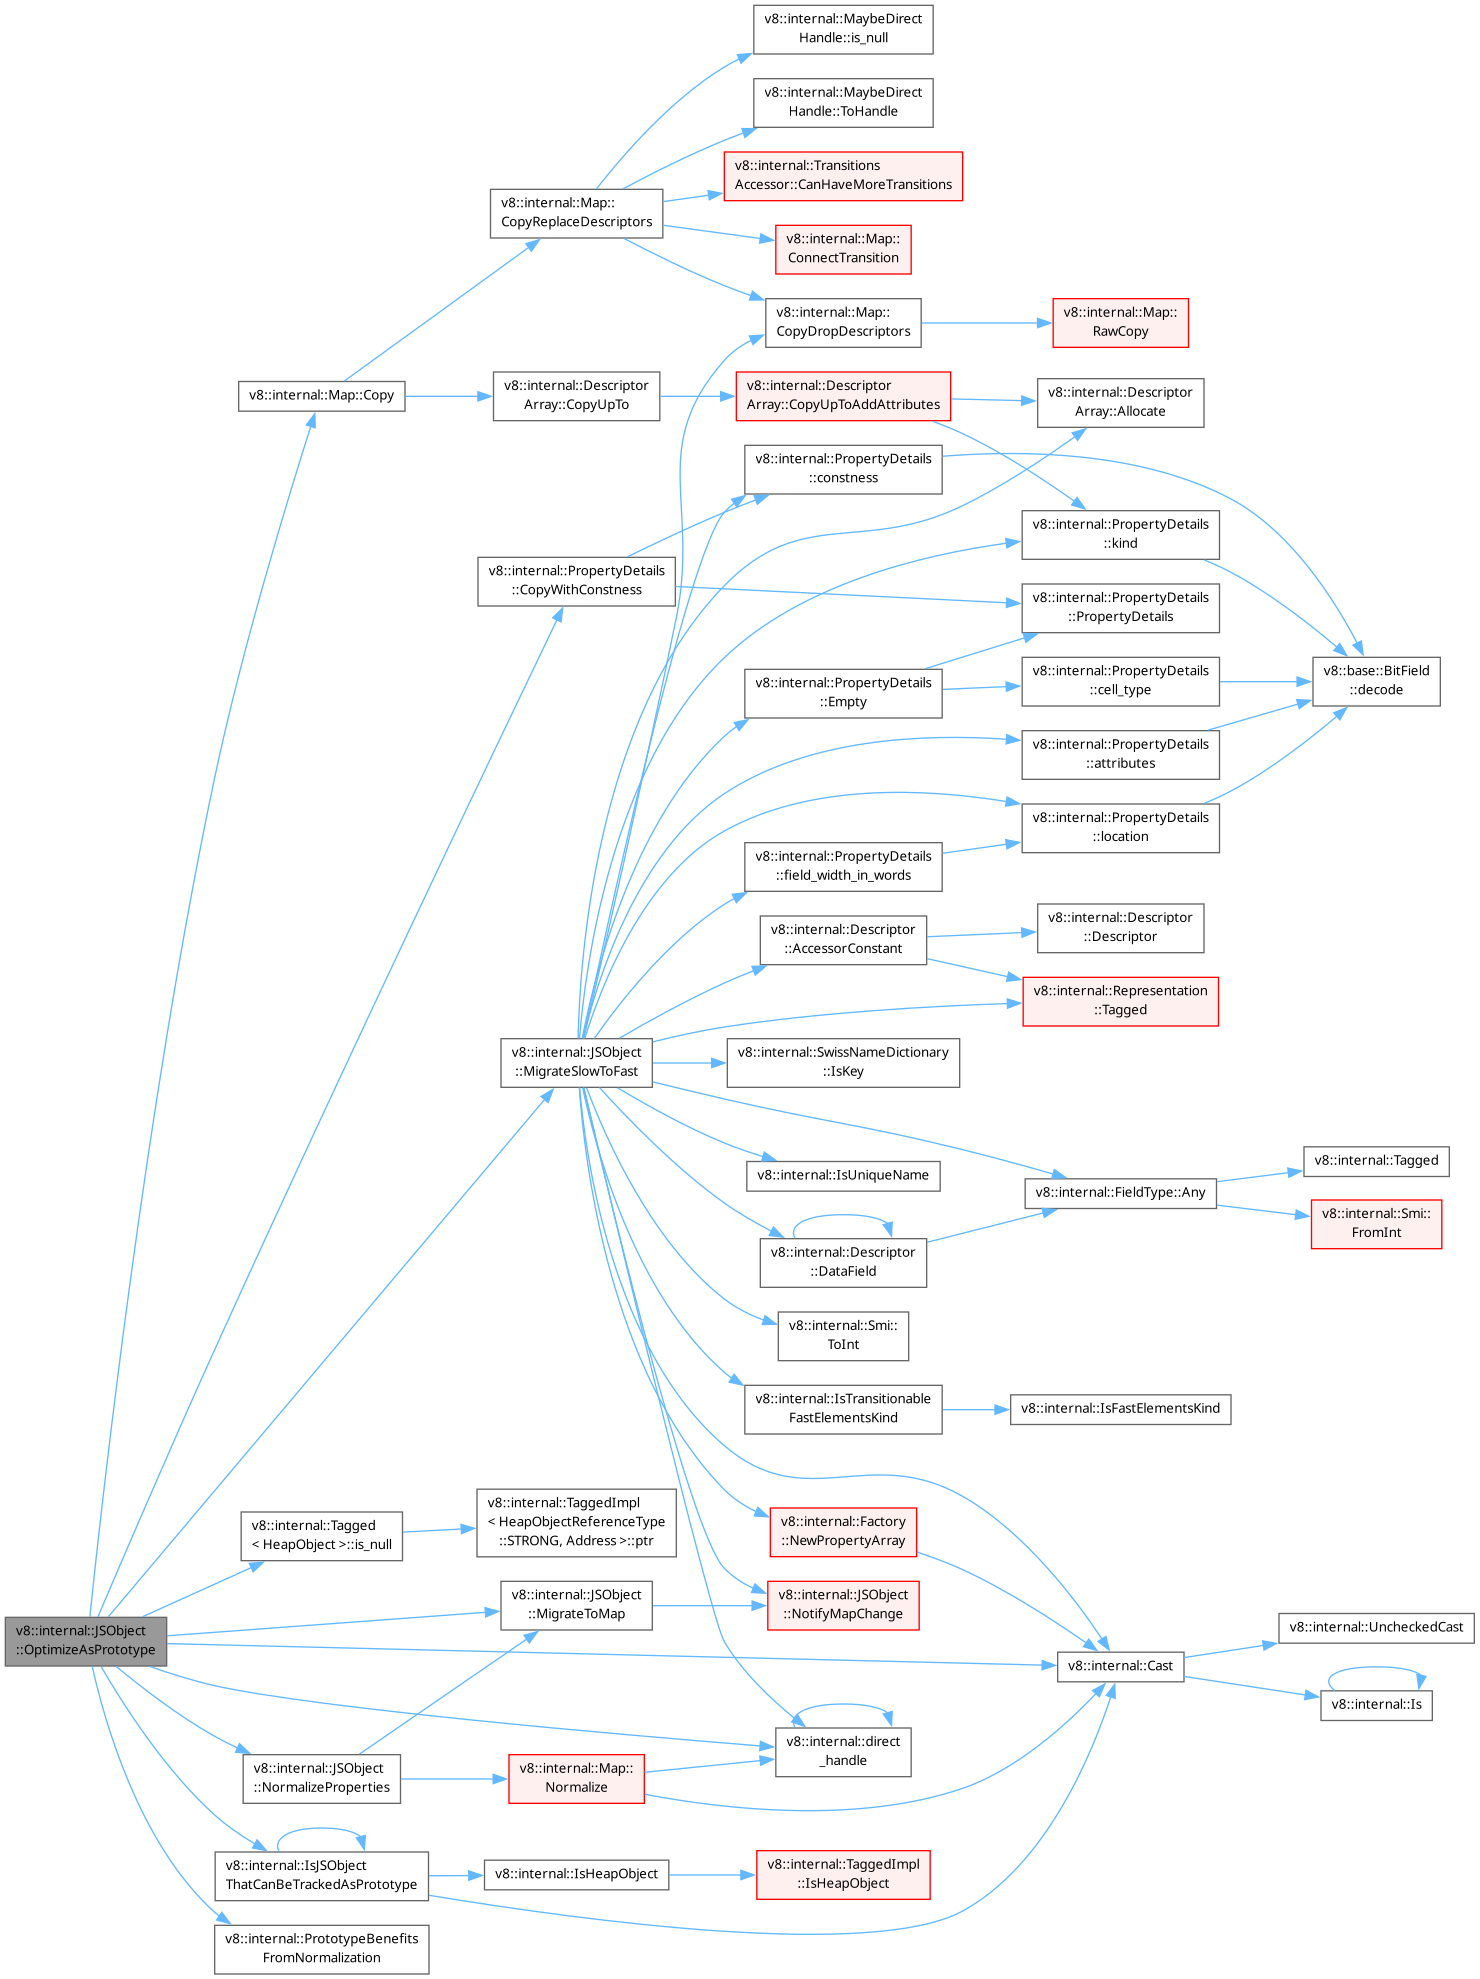 v8::internal::MaybeDirect
Handle::is_null
v8::internal::MaybeDirect
Handle::ToHandle
v8::internal::Transitions
Accessor::CanHaveMoreTransitions
v8::internal::Map::
CopyReplaceDescriptors
v8::internal::Map::
ConnectTransition
v8::internal::Map::
CopyDropDescriptors
v8::internal::Map::
RawCopy
v8::internal::Map::Copy
v8::internal::Descriptor
Array::CopyUpTo
v8::internal::Descriptor
Array::CopyUpToAddAttributes
v8::internal::Descriptor
Array::Allocate
v8::internal::PropertyDetails
::constness
v8::internal::PropertyDetails
::kind
v8::internal::PropertyDetails
::CopyWithConstness
v8::internal::PropertyDetails
::PropertyDetails
v8::internal::PropertyDetails
::Empty
v8::internal::PropertyDetails
::cell_type
v8::base::BitField
::decode
v8::internal::PropertyDetails
::attributes
v8::internal::PropertyDetails
::location
v8::internal::PropertyDetails
::field_width_in_words
v8::internal::Descriptor
::AccessorConstant
v8::internal::Descriptor
::Descriptor
v8::internal::Representation
::Tagged
v8::internal::JSObject
::MigrateSlowToFast
v8::internal::SwissNameDictionary
::IsKey
v8::internal::IsUniqueName
v8::internal::FieldType::Any
v8::internal::Tagged
v8::internal::Smi::
FromInt
v8::internal::Descriptor
::DataField
v8::internal::Smi::
ToInt
v8::internal::IsTransitionable
FastElementsKind
v8::internal::IsFastElementsKind
v8::internal::Tagged
< HeapObject >::is_null
v8::internal::TaggedImpl
< HeapObjectReferenceType
::STRONG, Address >::ptr
v8::internal::Factory
::NewPropertyArray
v8::internal::JSObject
::MigrateToMap
v8::internal::JSObject
::NotifyMapChange
v8::internal::JSObject
::OptimizeAsPrototype
v8::internal::Cast
v8::internal::UncheckedCast
v8::internal::Is
v8::internal::direct
_handle
v8::internal::JSObject
::NormalizeProperties
v8::internal::Map::
Normalize
v8::internal::IsJSObject
ThatCanBeTrackedAsPrototype
v8::internal::IsHeapObject
v8::internal::TaggedImpl
::IsHeapObject
v8::internal::PrototypeBenefits
FromNormalization